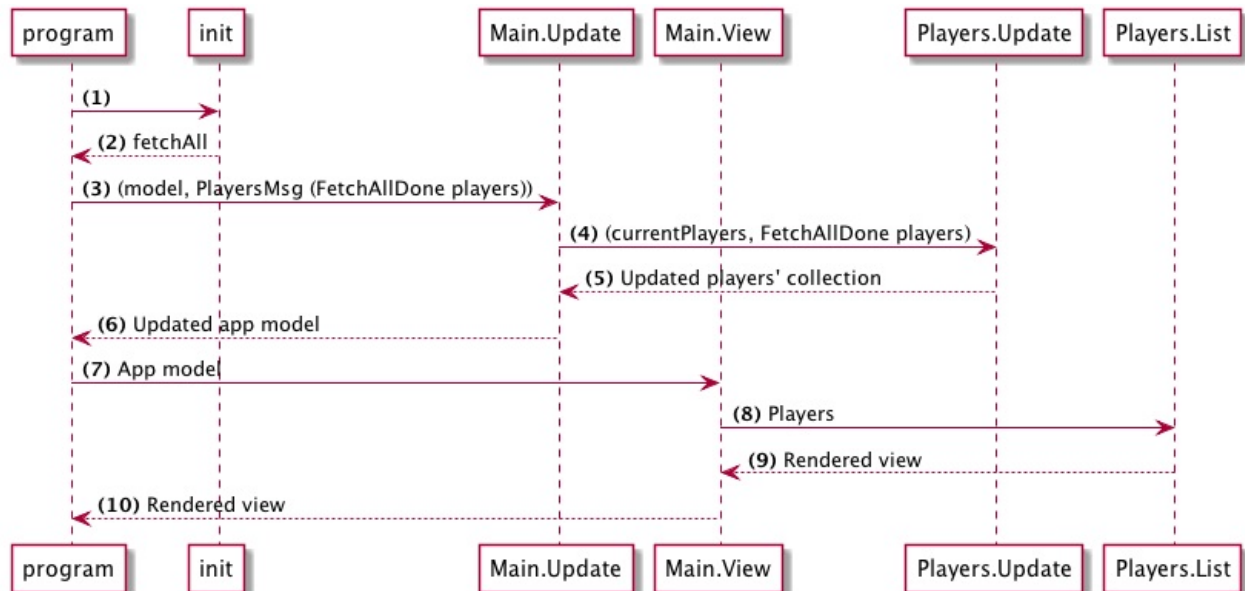 program init Main.Update Main.View Players.Update Players.List
(1)
(2) fetchAll
(3) (model, PlayersMsg (FetchAllDone players))
(4) (currentPlayers, FetchAllDone players)
(5) Updated players' collection
(6) Updated app model
(7) App model
(8) Players
(9) Rendered view
(10) Rendered view
program init Main.Update Main.View Players.Update Players.List